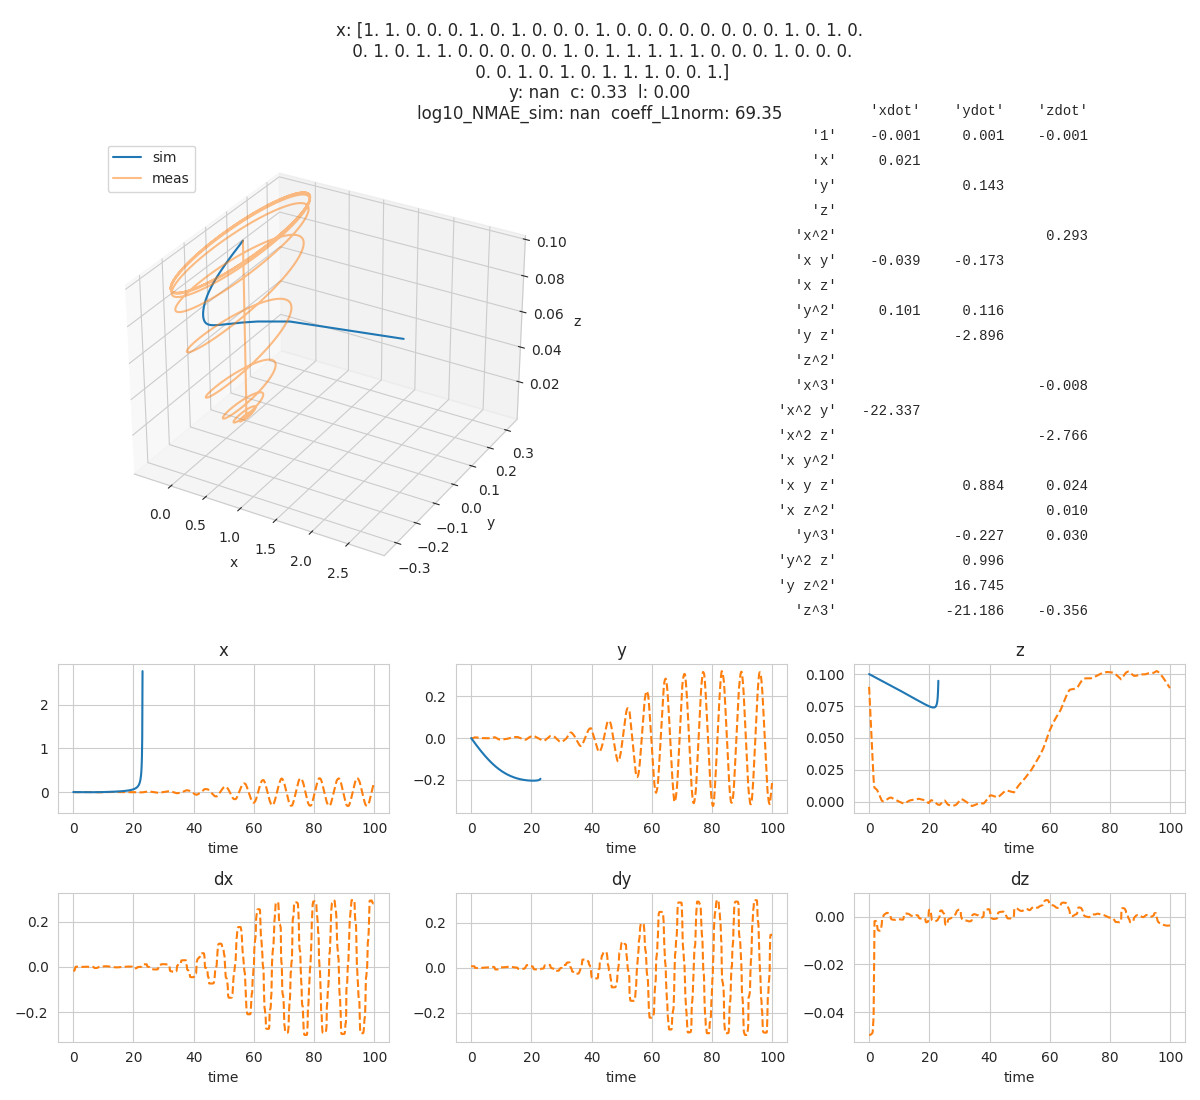 x: [1. 1. 0. 0. 0. 1. 0. 1. 0. 0. 0. 1. 0. 0. 0. 0. 0. 0. 0. 0. 1. 0. 1. 0.
0. 1. 0. 1. 1. 0. 0. 0. 0. 0. 1. 0. 1. 1. 1. 1. 1. 0. 0. 0. 1. 0. 0. 0.
0. 0. 1. 0. 1. 0. 1. 1. 1. 0. 0. 1.]
y: nan c: 0.33 l: 0.00
log10_NMAE_sim: nan coeff_L1norm: 69.35
'xdot' 'ydot' 'zdot'
'1' -0.001 0.001 -0.001
'x' 0.021
'y' 0.143
'z'
'x^2' 0.293
'x y' -0.039 -0.173
'x z'
'y^2' 0.101 0.116
'y z' -2.896
'z^2'
'x^3' -0.008
'x^2 y' -22.337
'x^2 z' -2.766
'x y^2'
'x y z' 0.884 0.024
'x z^2' 0.010
'y^3' -0.227 0.030
'y^2 z' 0.996
'y z^2' 16.745
'z^3' -21.186 -0.356
sim
meas
0.10
0.08
0.06
0.04
0.02
z
0.3
0.2
0.1
0.0
−0.1
−0.2
−0.3
y
0.0
0.5
1.0
1.5
2.0
2.5
x
x
2
1
0
0 20 40 60 80 100
time
y
0.2
0.0
−0.2
0 20 40 60 80 100
time
z
0.100
0.075
0.050
0.025
0.000
0 20 40 60 80 100
time
dx
0.2
0.0
−0.2
0 20 40 60 80 100
time
dy
0.2
0.0
−0.2
0 20 40 60 80 100
time
dz
0.00
−0.02
−0.04
0 20 40 60 80 100
time